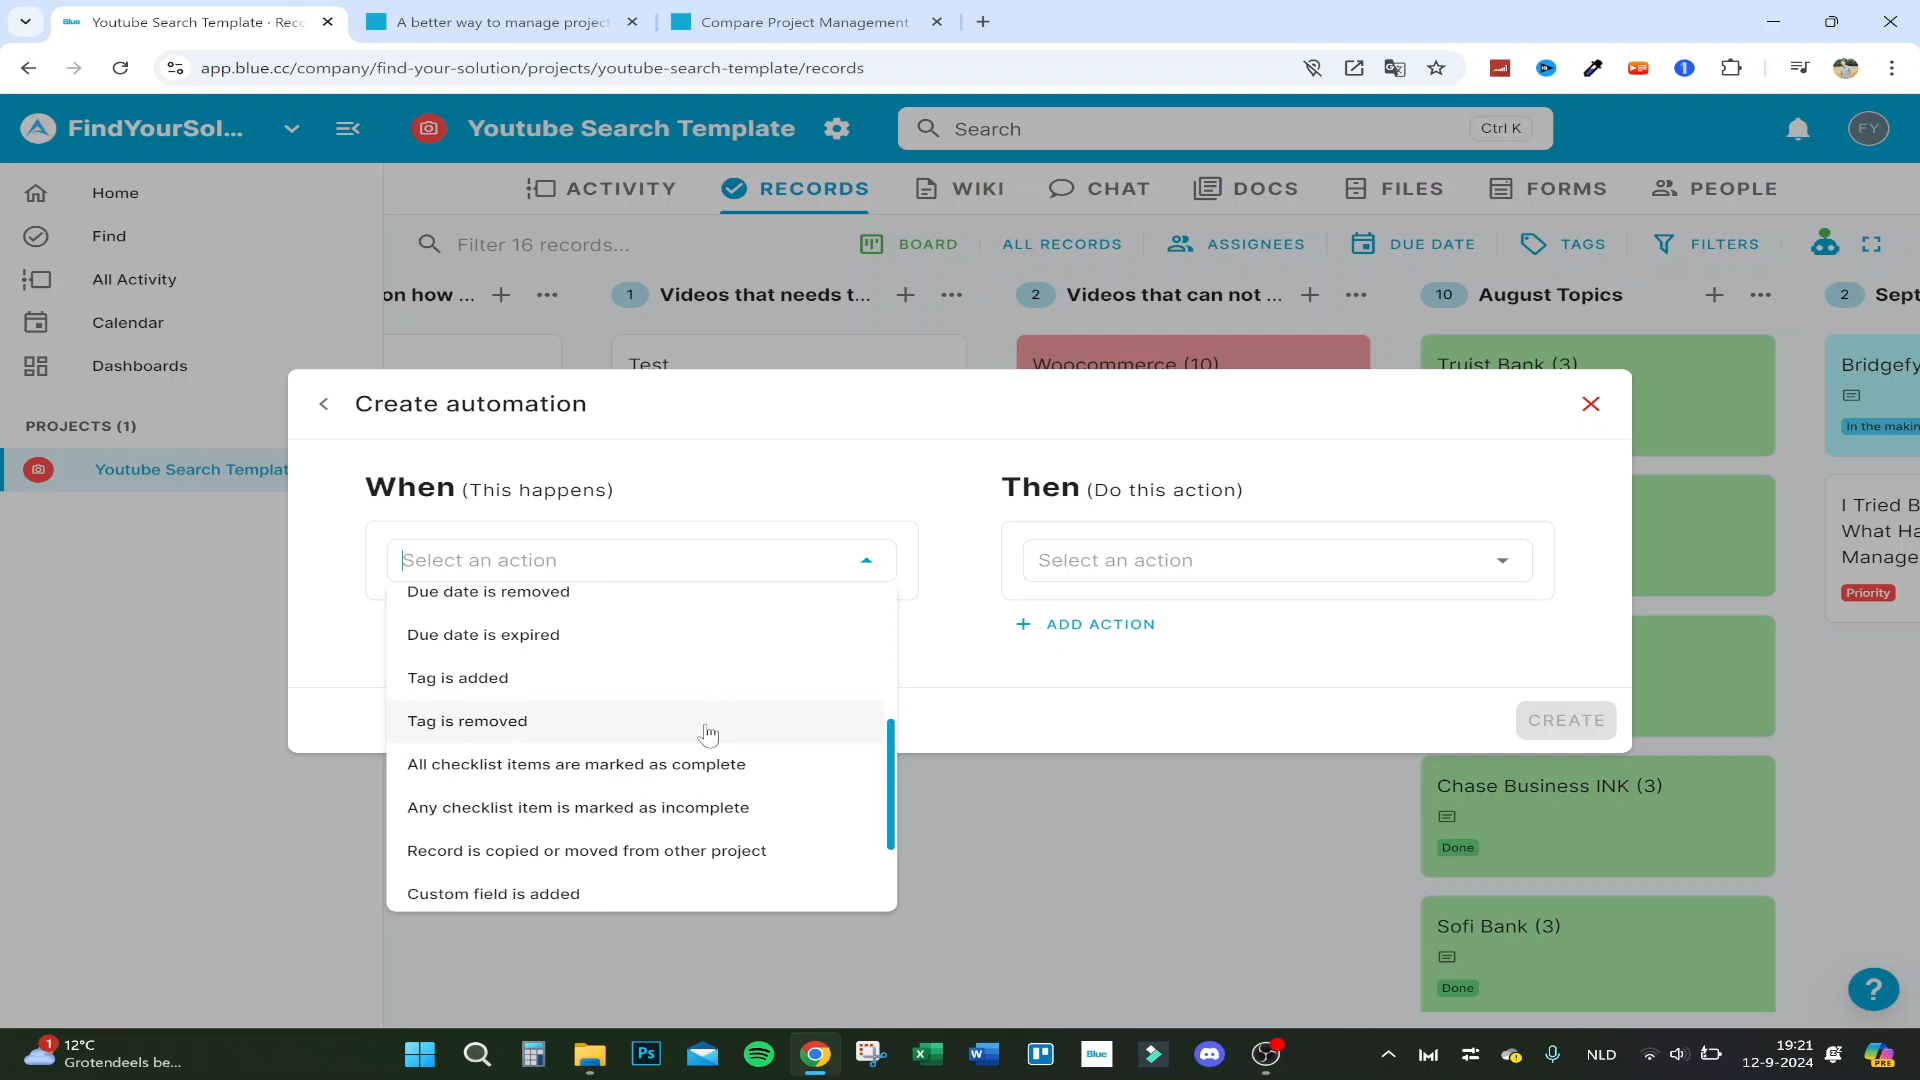 Blue Youtube Search Template · Reco
A better way to manage project
Compare Project Management
app.blue.cc/company/find-your-solution/projects/youtube-search-template/records
FindYourSol...
Youtube Search Template
Search
Ctrl K
FY
Home
Find
All Activity
Calendar
Dashboards
PROJECTS (1)
Youtube Search Templat
ACTIVITY
RECORDS
WIKI
CHAT
DOCS
FILES
FORMS
PEOPLE
Filter 16 records...
BOARD
ALL RECORDS
ASSIGNEES
DUE DATE
TAGS
FILTERS
on how ...
1 Videos that needs t...
2 Videos that can not ...
10 August Topics
2 Sept
Test
Woocommerce (10)
Truist Bank (3)
Bridgefy
In the makin
I Tried B
What Ha
Manage
Priority
Create automation
When (This happens)
Select an action
Due date is removed
Due date is expired
Tag is added
Tag is removed
All checklist items are marked as complete
Any checklist item is marked as incomplete
Record is copied or moved from other project
Custom field is added
Then (Do this action)
Select an action
+ ADD ACTION
CREATE
Chase Business INK (3)
Done
Sofi Bank (3)
Done
?
1
12°C
Grotendeels be...
Ps
Blue
NLD
19:21
12-9-2024
PRE